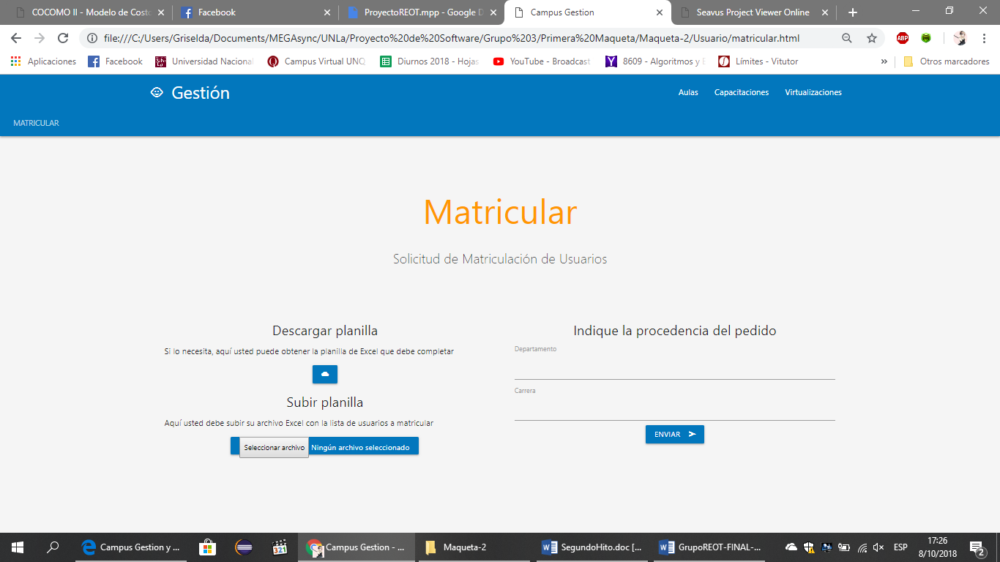 COCOMO II - Modelo de Costo
Facebook
ProyectoREOT.mpp - Google D
Campus Gestion
Seavus Project Viewer Online
file:///C:/Users/Griselda/Documents/MEGAsync/UNLa/Proyecto%20de%20Software/Grupo%203/Primera%20Maqueta/Maqueta-2/Usuario/matricular.html
ABP
Aplicaciones
Facebook
Universidad Nacional
Campus Virtual UNQ
Diurnos 2018 - Hojas
YouTube - Broadcast
8609 - Algoritmos y E
Límites - Vitutor
»
Otros marcadores
Gestión
Aulas
Capacitaciones
Virtualizaciones
MATRICULAR
Matricular
Solicitud de Matriculación de Usuarios
Descargar planilla
Si lo necesita, aquí usted puede obtener la planilla de Excel que debe completar
Subir planilla
Aquí usted debe subir su archivo Excel con la lista de usuarios a matricular
Seleccionar archivo Ningún archivo seleccionado
Indique la procedencia del pedido
Departamento
Carrera
ENVIAR
Campus Gestion y ...
321
Campus Gestion - ...
Maqueta-2
SegundoHito.doc [...
GrupoREOT-FINAL-...
ESP
17:26
8/10/2018
2